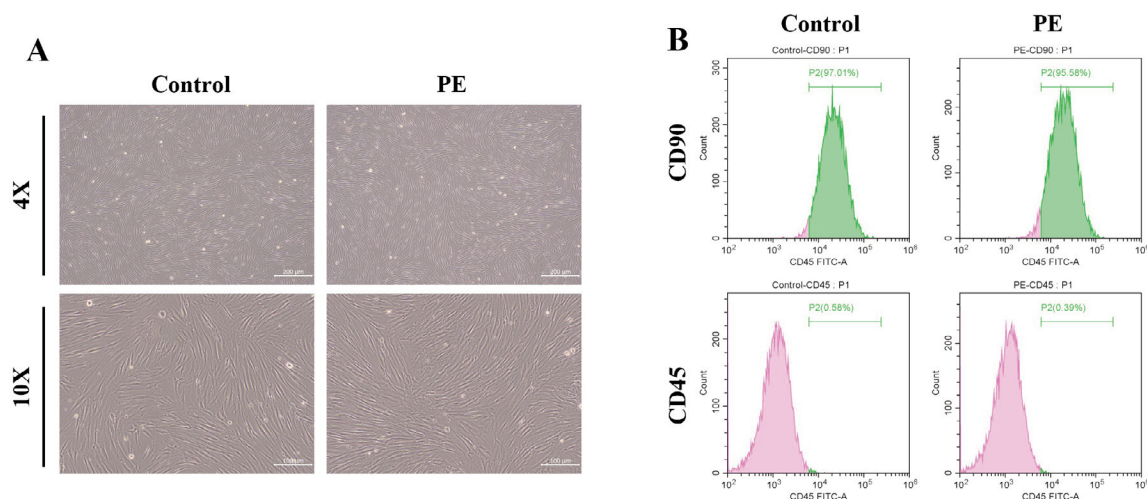 A
Control
PE
4X
200 μm
200 μm
10X
100 μm
100 μm
B
Control
PE
CD90
Control-CD90 : P1
P2(97.01%)
Count
300
200
100
0
10² 10³ 10⁴ 10⁵ 10⁶
CD45 FITC-A
PE-CD90 : P1
P2(95.58%)
Count
200
100
0
10² 10³ 10⁴ 10⁵ 10⁶
CD45 FITC-A
CD45
Control-CD45 : P1
P2(0.58%)
Count
200
100
0
10² 10³ 10⁴ 10⁵ 10⁶
CD45 FITC-A
PE-CD45 : P1
P2(0.39%)
Count
200
100
0
10² 10³ 10⁴ 10⁵ 10⁶
CD45 FITC-A